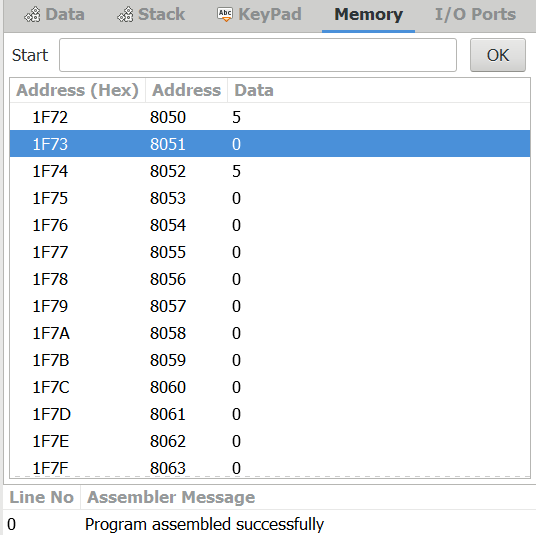 Data Stack Abc KeyPad Memory I/O Ports
Start OK
Address (Hex) Address Data
1F72 8050 5
1F73 8051 0
1F74 8052 5
1F75 8053 0
1F76 8054 0
1F77 8055 0
1F78 8056 0
1F79 8057 0
1F7A 8058 0
1F7B 8059 0
1F7C 8060 0
1F7D 8061 0
1F7E 8062 0
1F7F 8063 0
Line No Assembler Message
0 Program assembled successfully